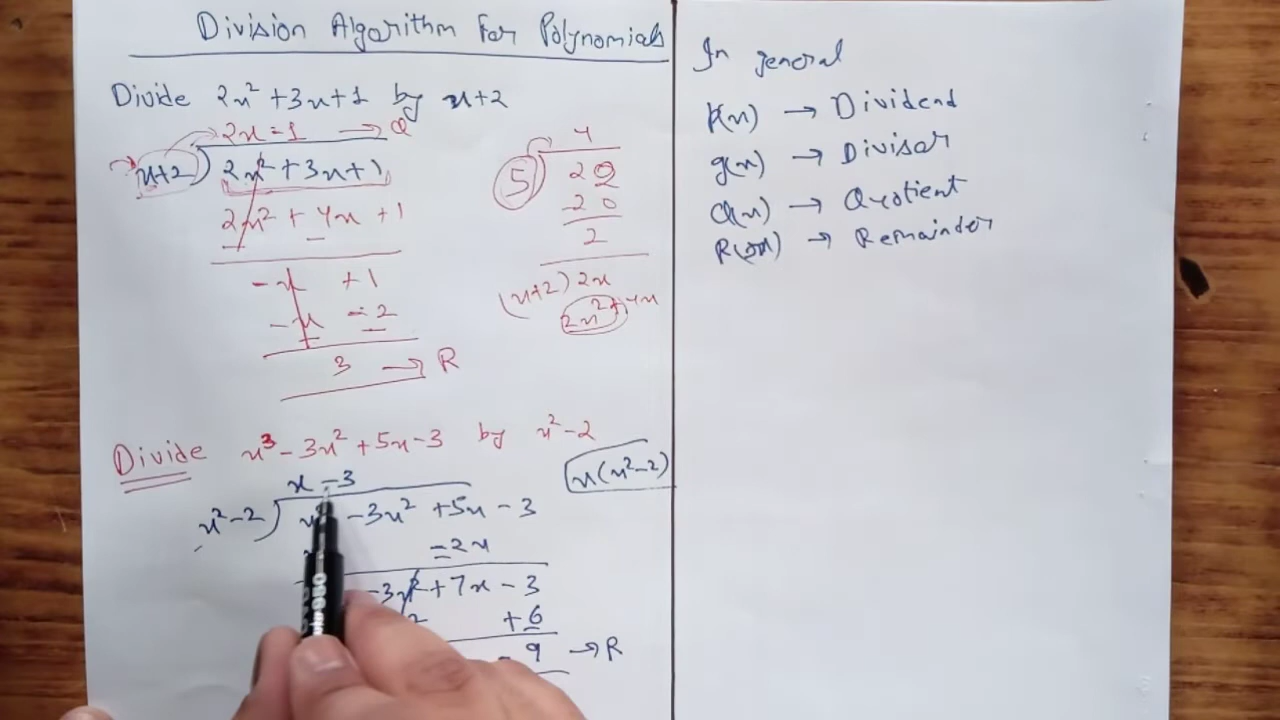 Division Algorithm For Polynomials
Divide 2x² + 3x + 1 by x + 2
2x - 1 → Q
x+2 ) 2x² + 3x + 1
2x² + 4x + 1
- x + 1
- x - 2
3 → R
4
5 ) 22
20
2
(x+2) 2x
2x² + 4x
Divide x³ - 3x² + 5x - 3 by x² - 2
x - 3
x(x² - 2)
x² - 2 ) - 3x² + 5x - 3
- 2x
- 3x² + 7x - 3
+ 6
- 9 → R
In general
P(x) → Dividend
g(x) → Divisor
Q(x) → Quotient
R(x) → Remainder